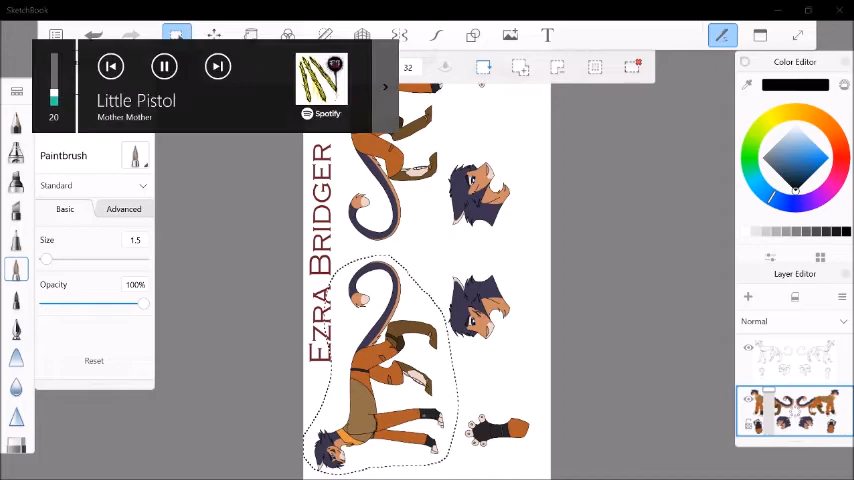 SketchBook
20
Little Pistol
Mother Mother
Spotify
32
T
Color Editor
Paintbrush
Standard
Basic
Advanced
Size
1.5
Opacity
100%
Reset
EZRA BRIDGER
Layer Editor
Normal